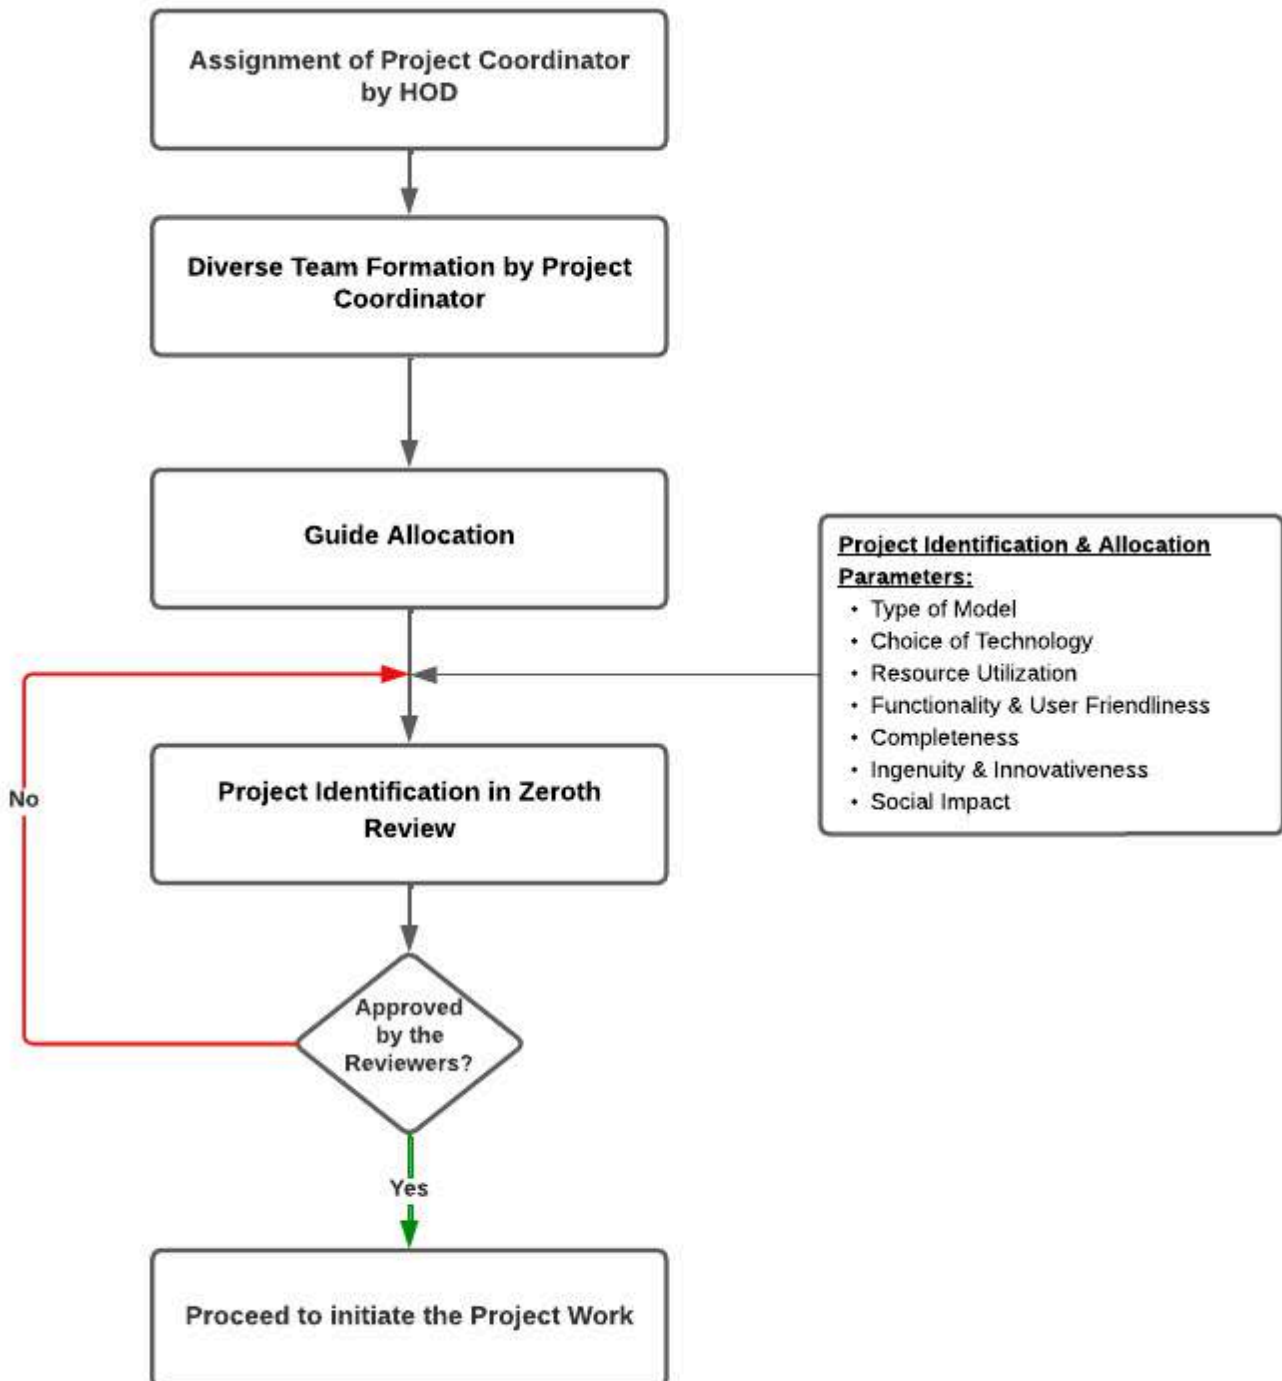 Assignment of Project Coordinator
by HOD
Diverse Team Formation by Project
Coordinator
Guide Allocation
Project Identification & Allocation
Parameters:
• Type of Model
• Choice of Technology
• Resource Utilization
• Functionality & User Friendliness
• Completeness
• Ingenuity & Innovativeness
• Social Impact
Project Identification in Zeroth
Review
No
Approved
by the
Reviewers?
Yes
Proceed to initiate the Project Work